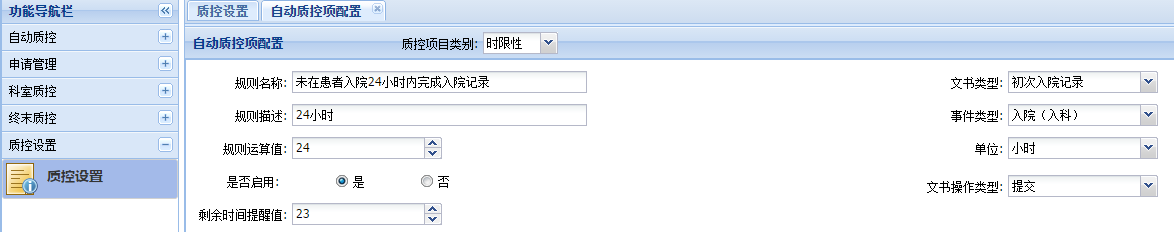 功能导航栏
自动质控
申请管理
科室质控
终末质控
质控设置
质控设置
质控设置 自动质控项配置
自动质控项配置 质控项目类别: 时限性
规则名称: 未在患者入院24小时内完成入院记录 文书类型: 初次入院记录
规则描述: 24小时 事件类型: 入院（入科）
规则运算值: 24 单位: 小时
是否启用: 是 否 文书操作类型: 提交
剩余时间提醒值: 23